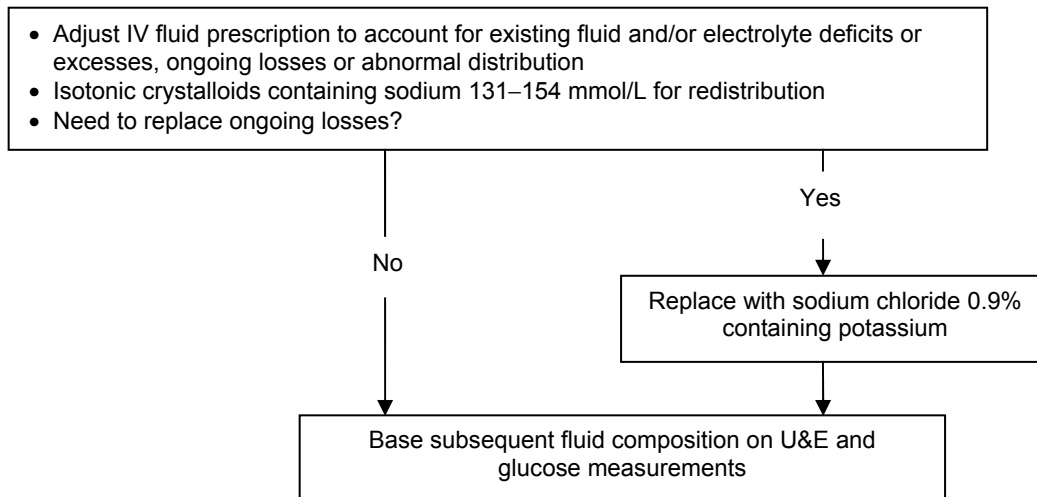 • Adjust IV fluid prescription to account for existing fluid and/or electrolyte deficits or
excesses, ongoing losses or abnormal distribution
• Isotonic crystalloids containing sodium 131–154 mmol/L for redistribution
• Need to replace ongoing losses?
Yes
No
Replace with sodium chloride 0.9%
containing potassium
Base subsequent fluid composition on U&E and
glucose measurements